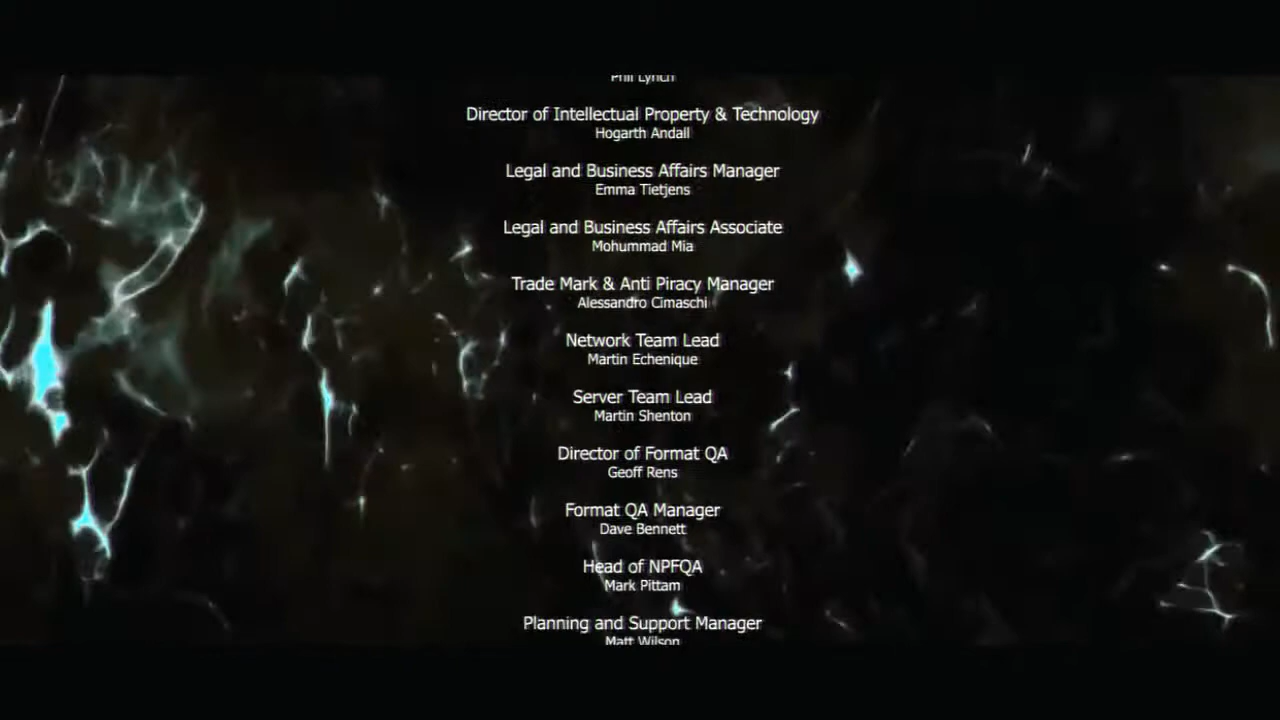 Phil Lynch
Director of Intellectual Property & Technology
Hogarth Andall
Legal and Business Affairs Manager
Emma Tietjens
Legal and Business Affairs Associate
Mohummad Mia
Trade Mark & Anti Piracy Manager
Alessandro Cimaschi
Network Team Lead
Martin Echenique
Server Team Lead
Martin Shenton
Director of Format QA
Geoff Rens
Format QA Manager
Dave Bennett
Head of NPFQA
Mark Pittam
Planning and Support Manager
Matt Wilson